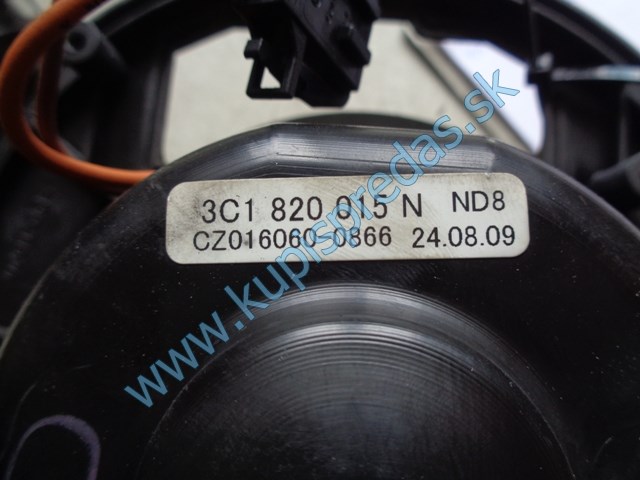 3C1 820 015 N ND8
CZ016060-0866 24.08.09
www.kupispredas.sk